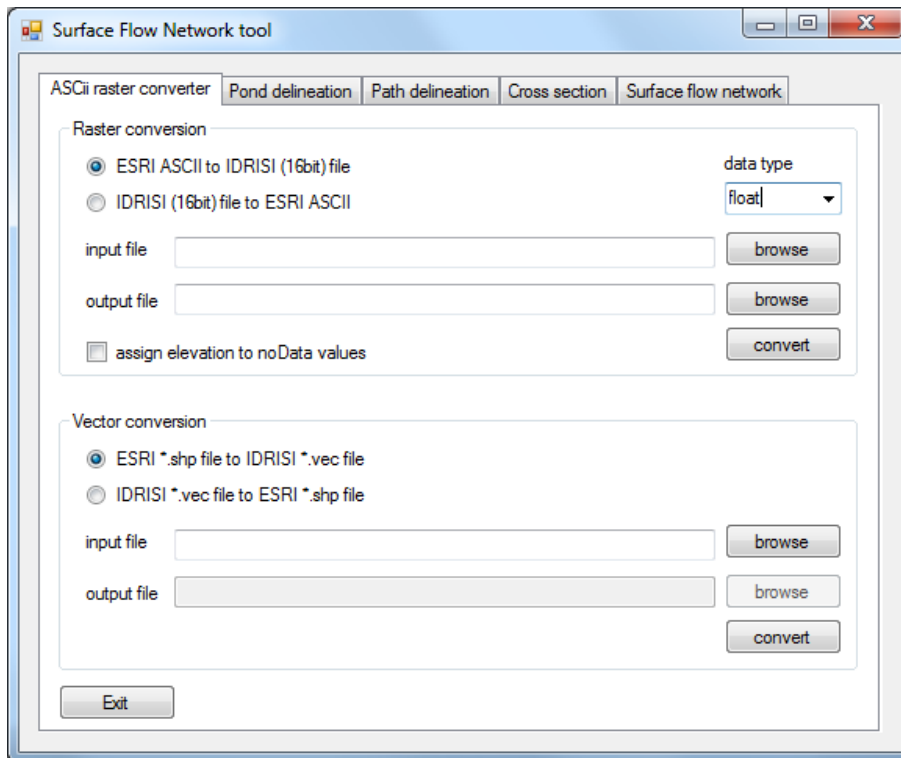 Surface Flow Network tool
ASCii raster converter
Pond delineation
Path delineation
Cross section
Surface flow network
Raster conversion
ESRI ASCII to IDRISI (16bit) file
data type
IDRISI (16bit) file to ESRI ASCII
float
input file
browse
output file
browse
assign elevation to noData values
convert
Vector conversion
ESRI *.shp file to IDRISI *.vec file
IDRISI *.vec file to ESRI *.shp file
input file
browse
output file
browse
convert
Exit